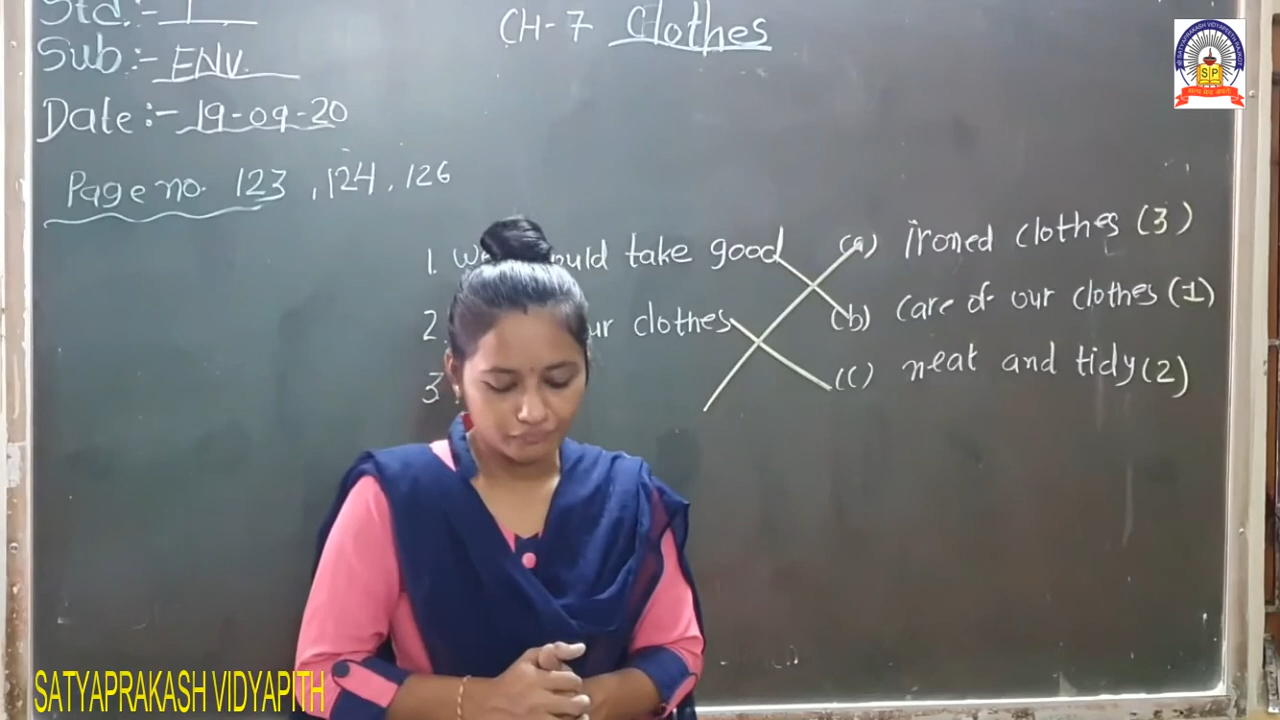 Std:- 1
CH-7 Clothes
Sub:- ENV.
Date:- 19-09-20
Page no. 123, 124, 126
1. We should take good
(a) ironed clothes (3)
2. our clothes
(b) care of our clothes (1)
3
(c) neat and tidy (2)
SP
SATYAPRAKASH VIDYAPITH